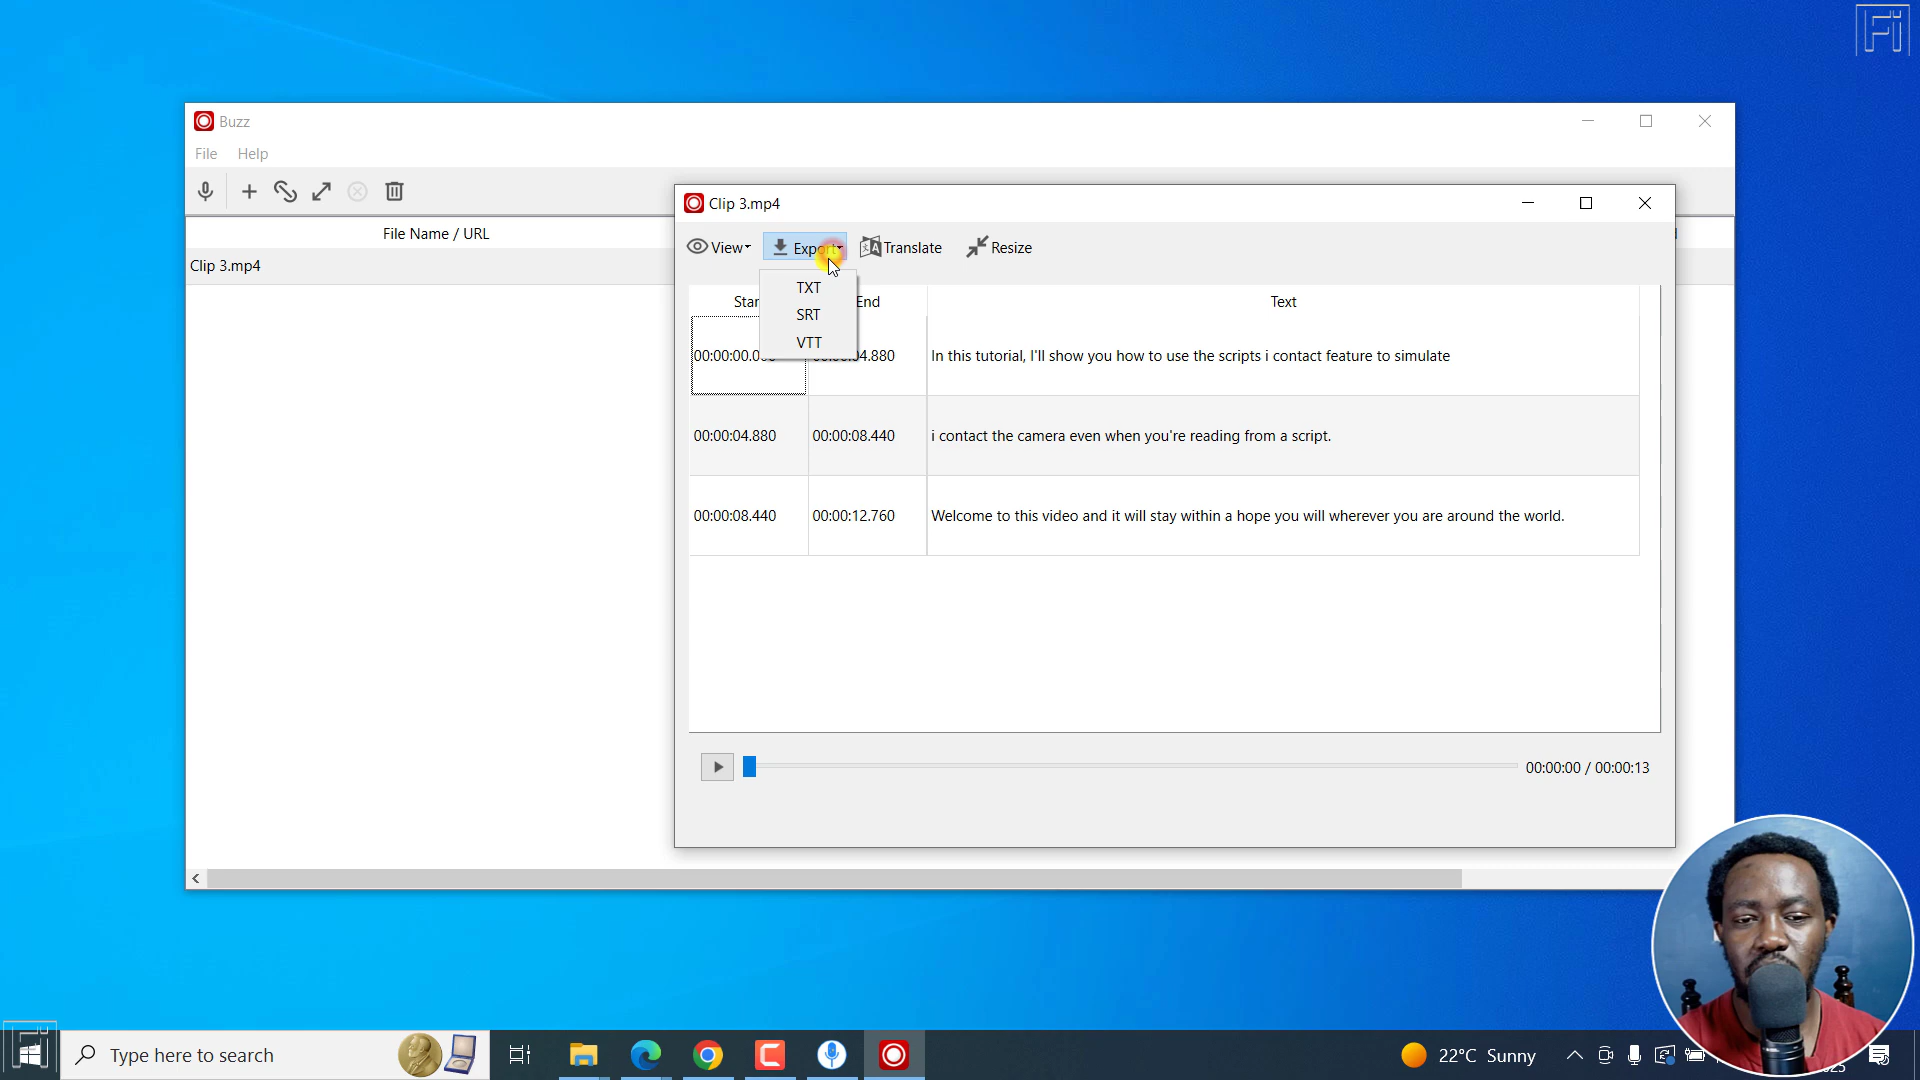 Fi
Buzz
File Help
File Name / URL
Clip 3.mp4
Clip 3.mp4
View Export Translate Resize
TXT
SRT
VTT
End
Text
In this tutorial, I'll show you how to use the scripts i contact feature to simulate
00:00:04.880 00:00:08.440 i contact the camera even when you're reading from a script.
00:00:08.440 00:00:12.760 Welcome to this video and it will stay within a hope you will wherever you are around the world.
00:00:00 / 00:00:13
Fi
Type here to search
22°C Sunny